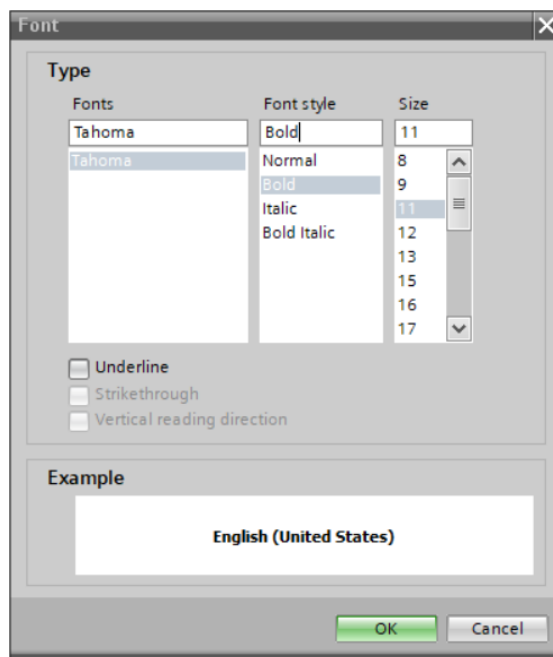 Font
Type
Fonts
Font style
Size
Tahoma
Bold
11
Tahoma
Normal
Bold
Italic
Bold Italic
8
9
11
12
13
15
16
17
Underline
Strikethrough
Vertical reading direction
Example
English (United States)
OK
Cancel